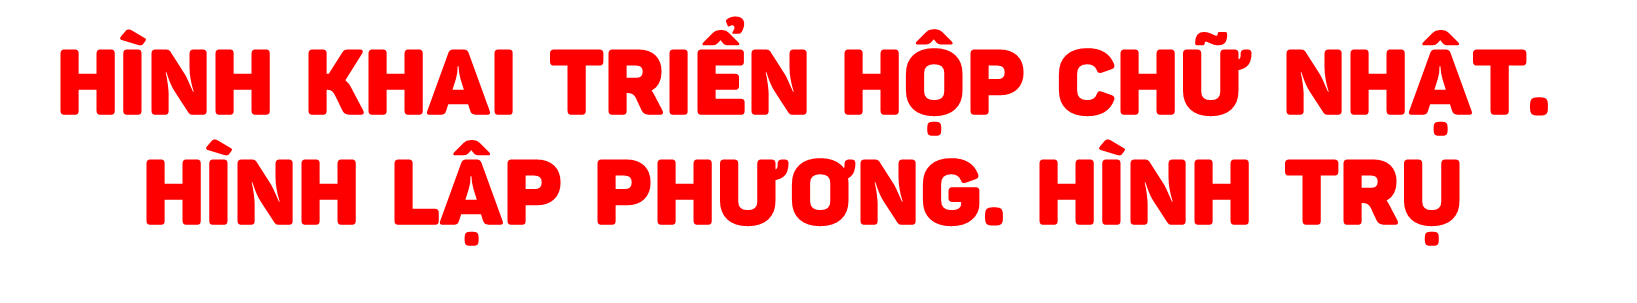 HÌNH KHAI TRIỂN HỘP CHỮ NHẬT.
HÌNH LẬP PHƯƠNG. HÌNH TRỤ